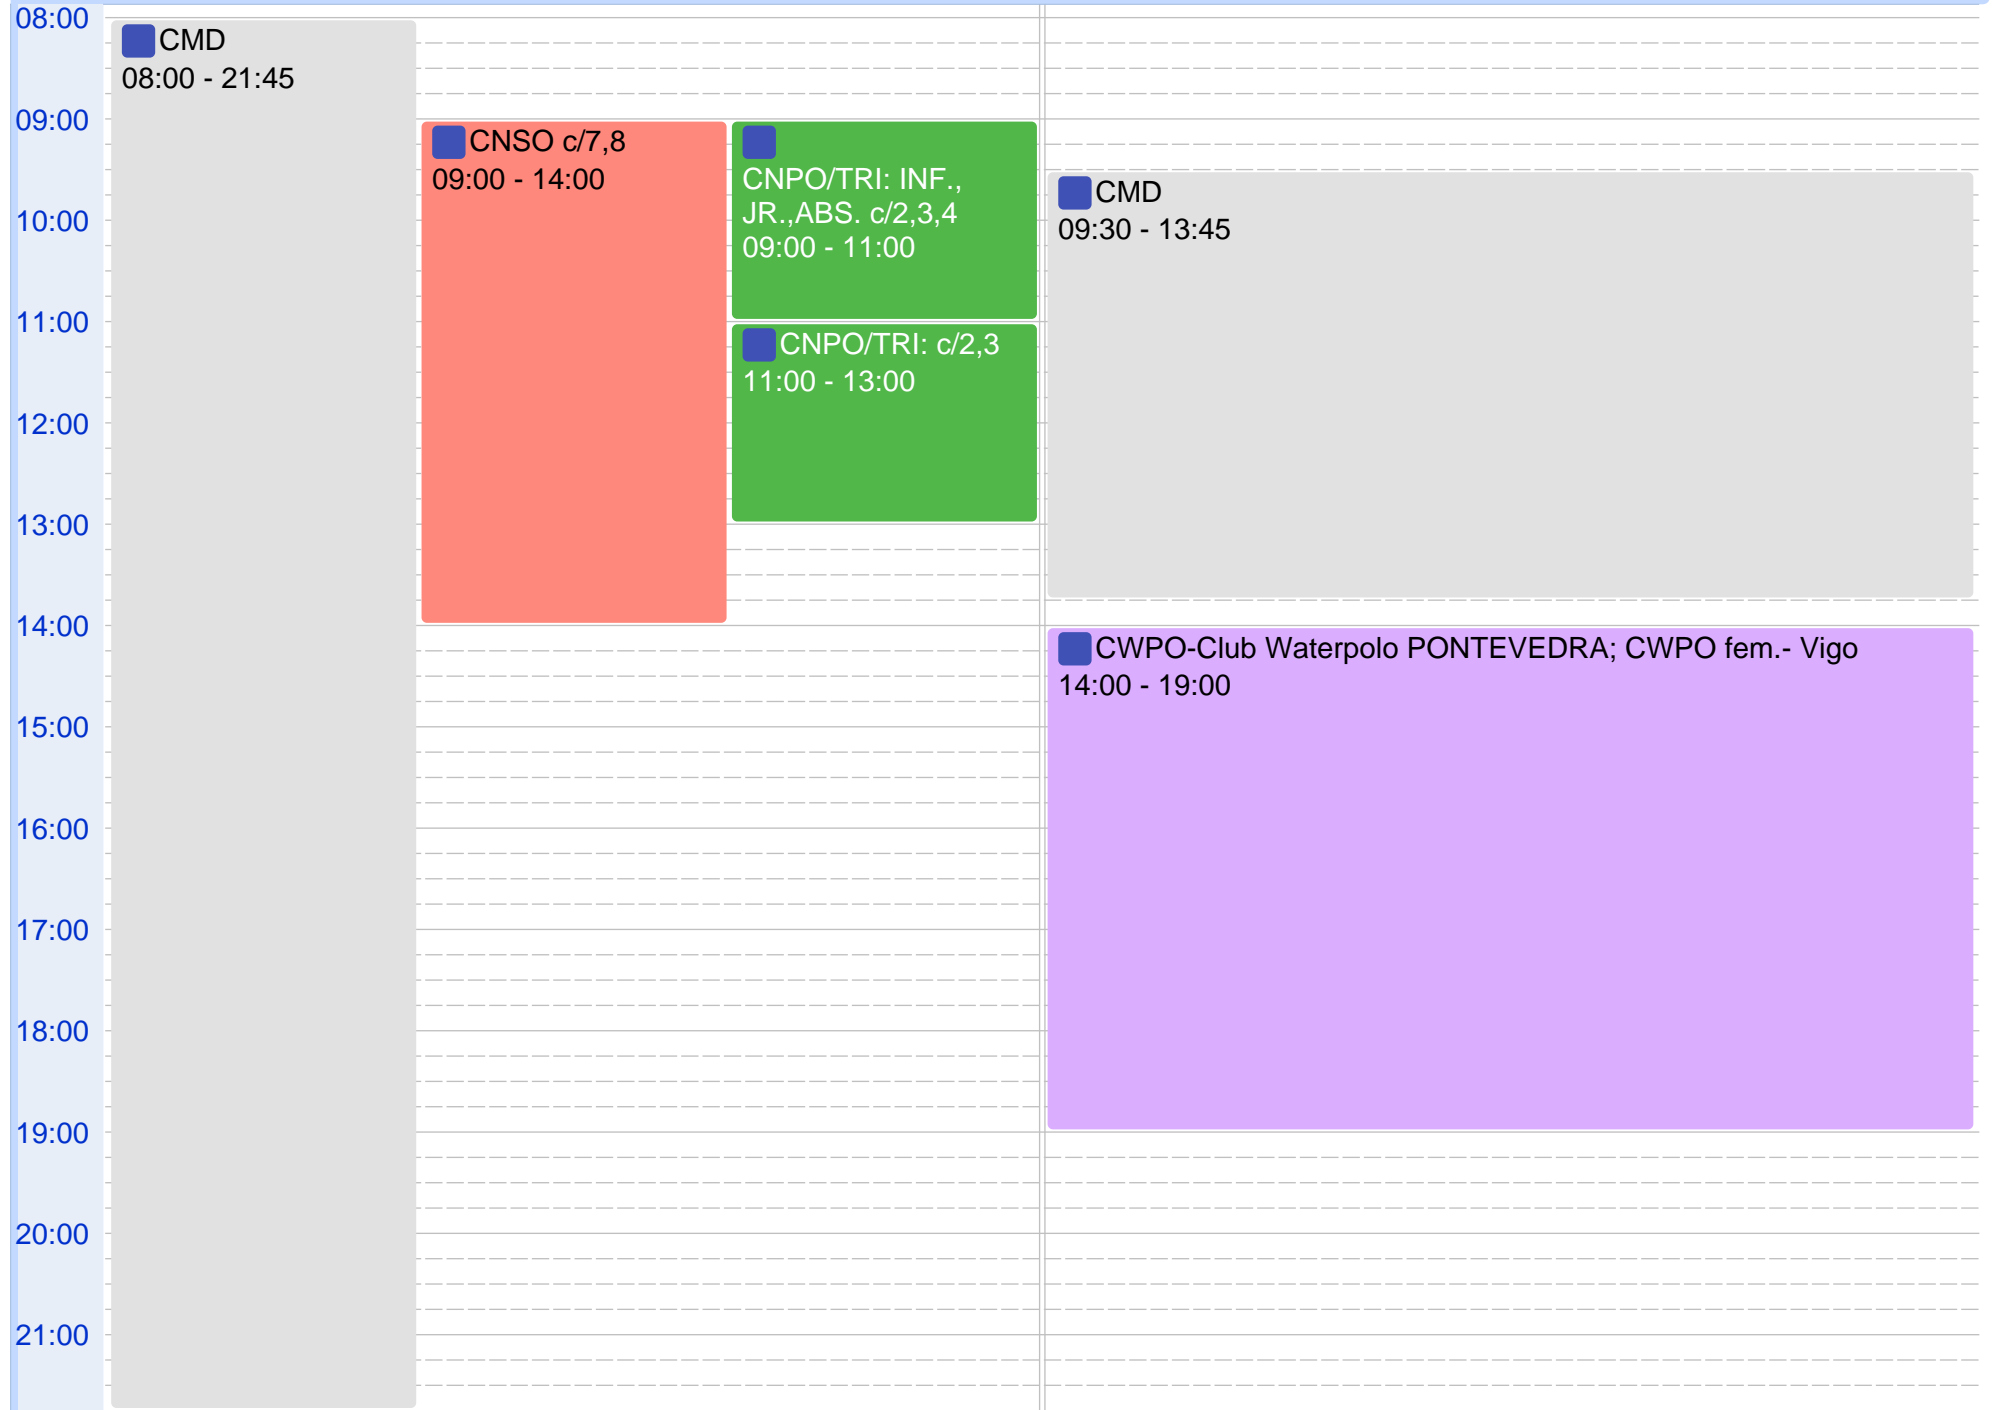 08:00
09:00
10:00
11:00
12:00
13:00
14:00
15:00
16:00
17:00
18:00
19:00
20:00
21:00
CMD
08:00 - 21:45
CNSO c/7,8
09:00 - 14:00
CNPO/TRI: INF.,
JR.,ABS. c/2,3,4
09:00 - 11:00
CNPO/TRI: c/2,3
11:00 - 13:00
CMD
09:30 - 13:45
CWPO-Club Waterpolo PONTEVEDRA; CWPO fem.- Vigo
14:00 - 19:00